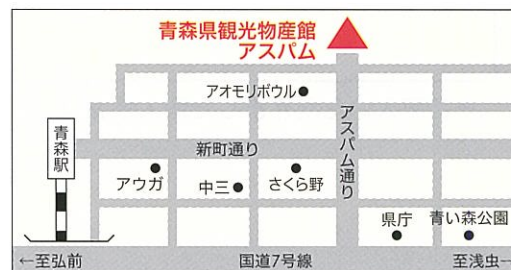 青森県観光物産館
アスパム
アオモリボウル
アスパム通り
青森駅
新町通り
アウガ
中三
さくら野
県庁
青い森公園
←至弘前
国道7号線
至浅虫→